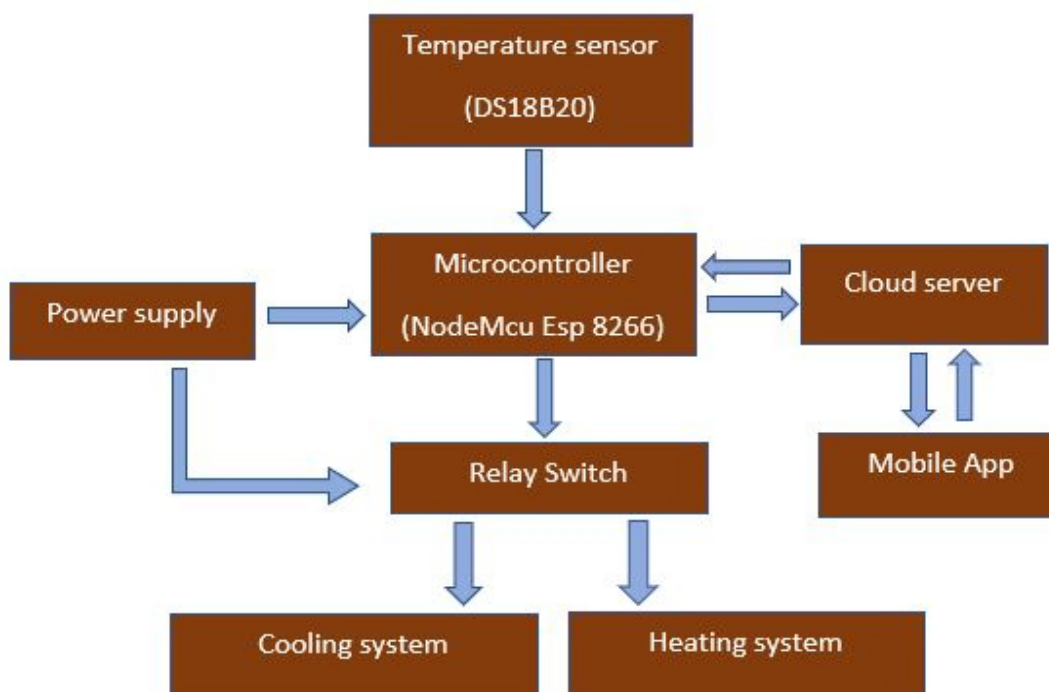 Temperature sensor
(DS18B20)
Microcontroller
(NodeMcu Esp 8266)
Cloud server
Power supply
Relay Switch
Mobile App
Cooling system
Heating system